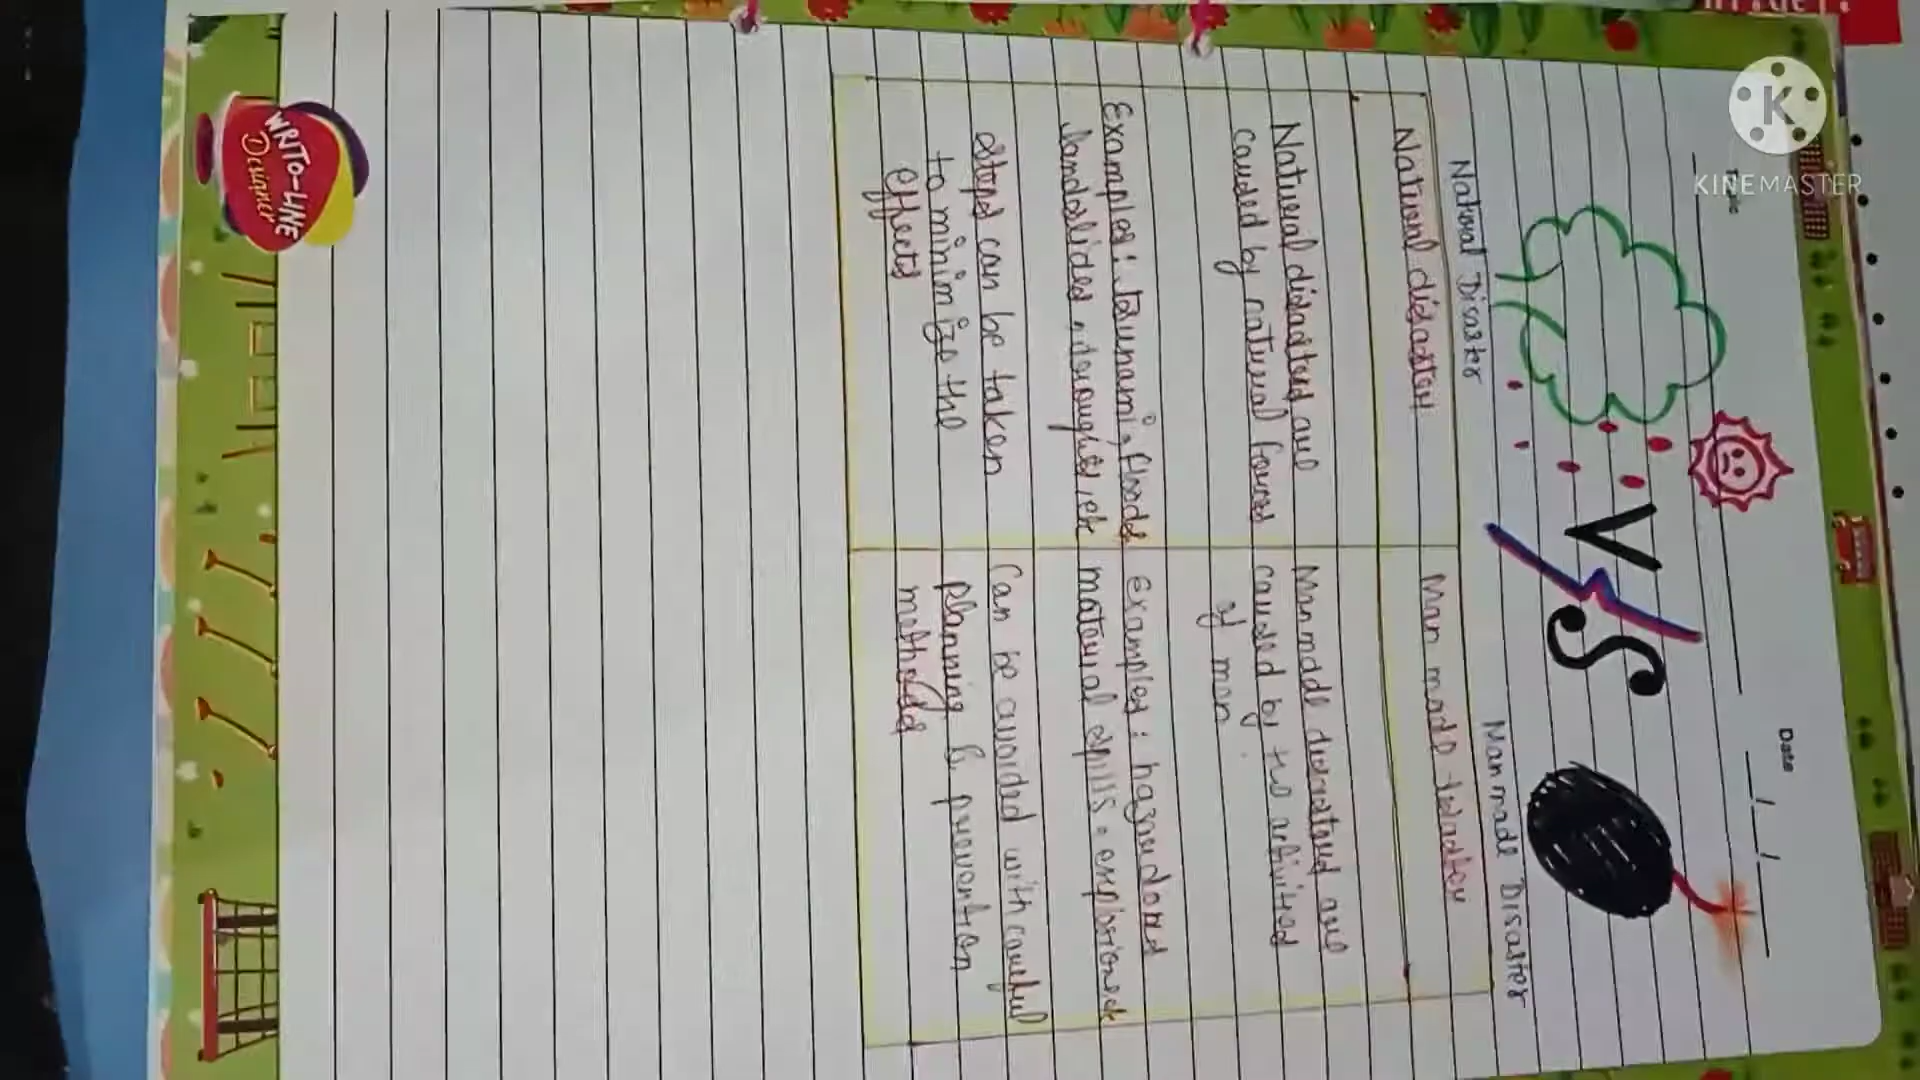 KINEMASTER
Date
VS
Natural Disaster
Man made Disaster
Natural disaster
Man made disaster
Natural disasters are
caused by natural forces
Man made disasters are
caused by the activities
of man
Examples: Tsunami, floods
landslides, droughts, etc
Examples: hazardous
material spills, explosions etc
Steps can be taken
to minimize the
effects
Can be avoided with careful
planning & prevention
methods
WRITO-LINE
Designer